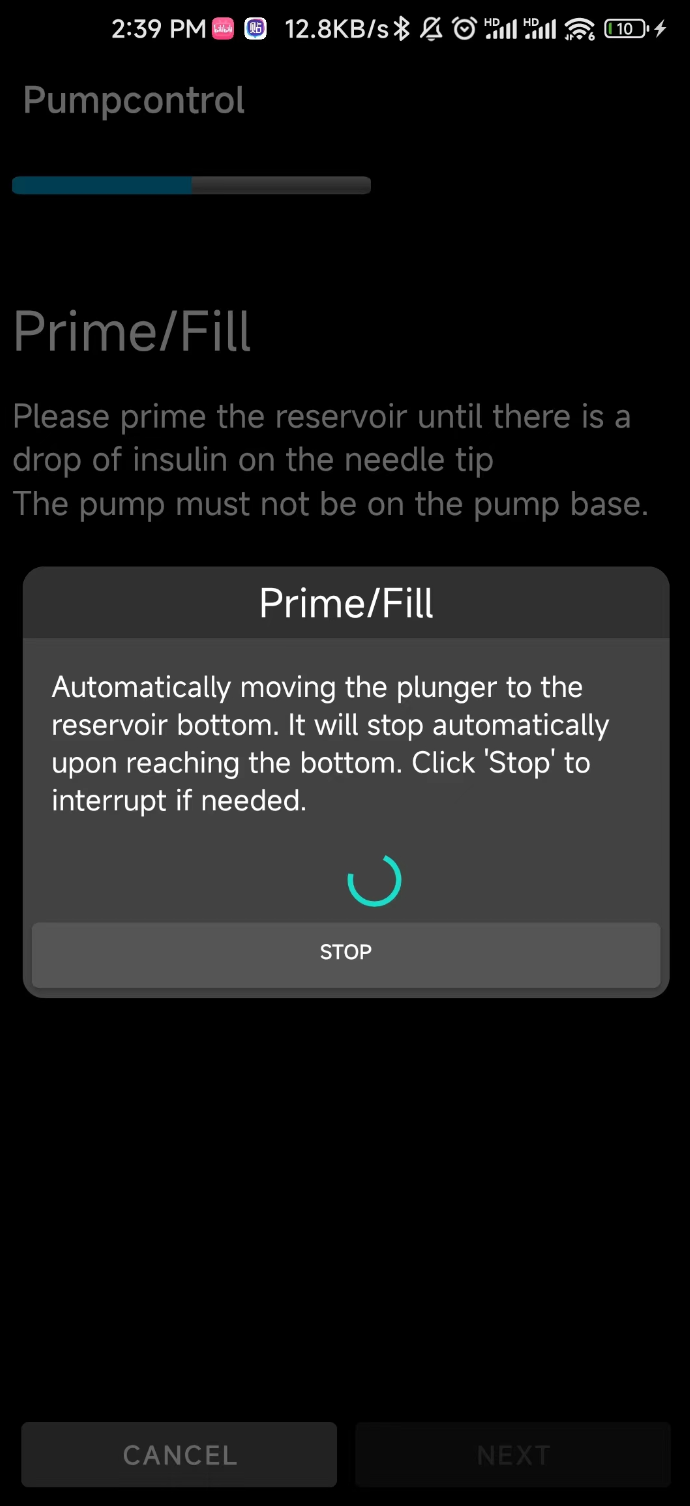 2:39 PM 贴 12.8KB/s HD HD 6 10
Pumpcontrol
Prime/Fill
Please prime the reservoir until there is a
drop of insulin on the needle tip
The pump must not be on the pump base.
Prime/Fill
Automatically moving the plunger to the
reservoir bottom. It will stop automatically
upon reaching the bottom. Click 'Stop' to
interrupt if needed.
STOP
CANCEL NEXT